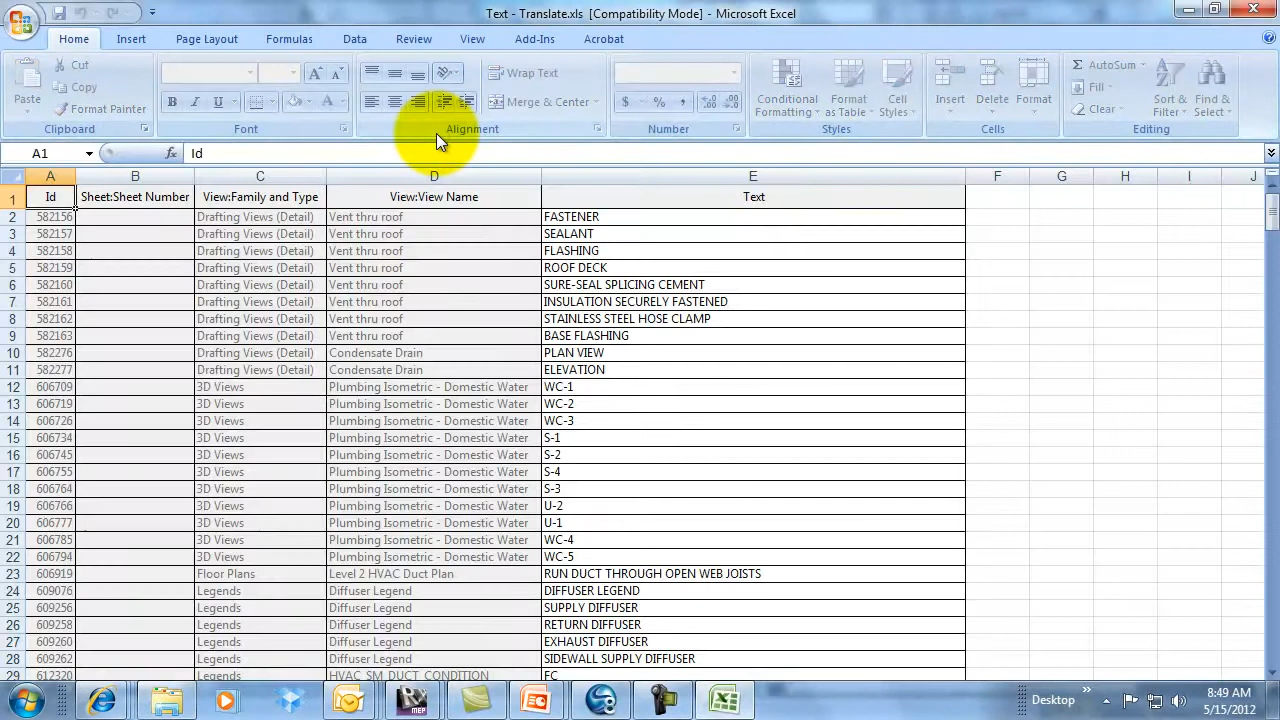 Text - Translate.xls [Compatibility Mode] - Microsoft Excel
Home Insert Page Layout Formulas Data Review View Add-Ins Acrobat
Paste Cut Copy Format Painter
Wrap Text Merge & Center
$ % ,
Conditional Formatting Format as Table Cell Styles
Insert Delete Format
AutoSum Fill Clear Sort & Filter Find & Select
B I U
Clipboard Font Alignment Number Styles Cells Editing
A1 fx Id
A B C D E F G H I J
1 Id Sheet:Sheet Number View:Family and Type View:View Name Text
2 582156 Drafting Views (Detail) Vent thru roof FASTENER
3 582157 Drafting Views (Detail) Vent thru roof SEALANT
4 582158 Drafting Views (Detail) Vent thru roof FLASHING
5 582159 Drafting Views (Detail) Vent thru roof ROOF DECK
6 582160 Drafting Views (Detail) Vent thru roof SURE-SEAL SPLICING CEMENT
7 582161 Drafting Views (Detail) Vent thru roof INSULATION SECURELY FASTENED
8 582162 Drafting Views (Detail) Vent thru roof STAINLESS STEEL HOSE CLAMP
9 582163 Drafting Views (Detail) Vent thru roof BASE FLASHING
10 582276 Drafting Views (Detail) Condensate Drain PLAN VIEW
11 582277 Drafting Views (Detail) Condensate Drain ELEVATION
12 606709 3D Views Plumbing Isometric - Domestic Water WC-1
13 606719 3D Views Plumbing Isometric - Domestic Water WC-2
14 606726 3D Views Plumbing Isometric - Domestic Water WC-3
15 606734 3D Views Plumbing Isometric - Domestic Water S-1
16 606745 3D Views Plumbing Isometric - Domestic Water S-2
17 606755 3D Views Plumbing Isometric - Domestic Water S-4
18 606764 3D Views Plumbing Isometric - Domestic Water S-3
19 606766 3D Views Plumbing Isometric - Domestic Water U-2
20 606777 3D Views Plumbing Isometric - Domestic Water U-1
21 606785 3D Views Plumbing Isometric - Domestic Water WC-4
22 606794 3D Views Plumbing Isometric - Domestic Water WC-5
23 606919 Floor Plans Level 2 HVAC Duct Plan RUN DUCT THROUGH OPEN WEB JOISTS
24 609076 Legends Diffuser Legend DIFFUSER LEGEND
25 609256 Legends Diffuser Legend SUPPLY DIFFUSER
26 609258 Legends Diffuser Legend RETURN DIFFUSER
27 609260 Legends Diffuser Legend EXHAUST DIFFUSER
28 609262 Legends Diffuser Legend SIDEWALL SUPPLY DIFFUSER
29 612320 Legends HVAC_SM_DUCT_CONDITION FC
MEP
Desktop »
8:49 AM
5/15/2012